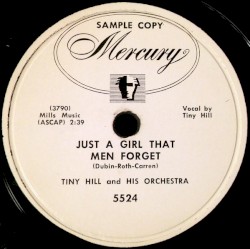 SAMPLE COPY
Mercury
(3790)
Mills Music
(ASCAP) 2:39
Vocal by
Tiny Hill
JUST A GIRL THAT
MEN FORGET
(Dubin-Roth-Carren)
TINY HILL and HIS ORCHESTRA
5524